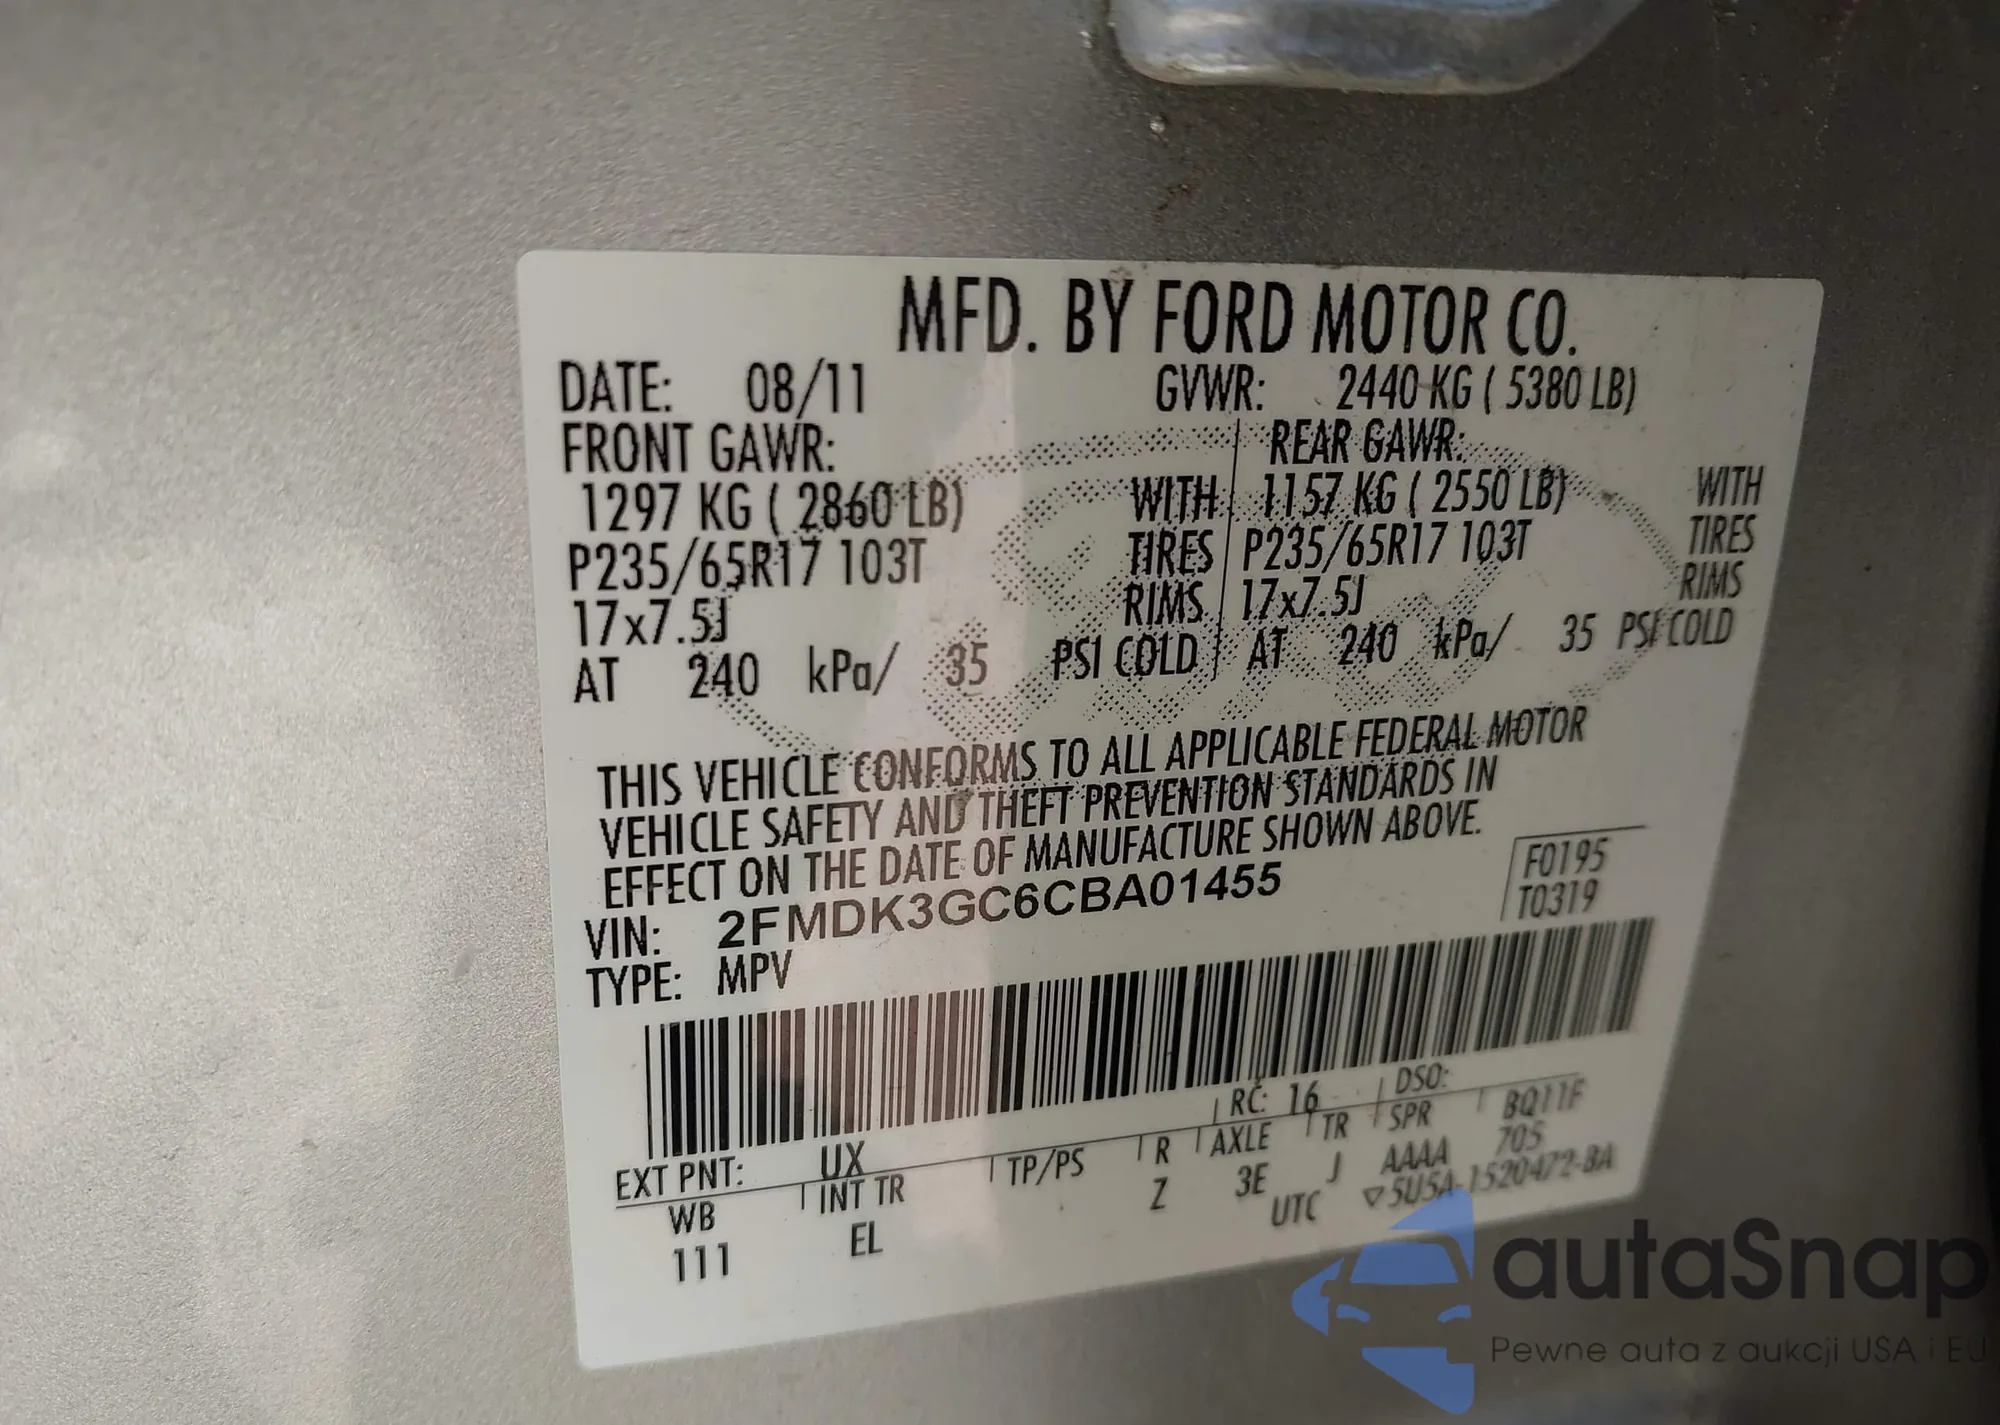 MFD. BY FORD MOTOR CO.
DATE: 08/11 GVWR: 2440 KG ( 5380 LB)
FRONT GAWR: REAR GAWR:
1297 KG ( 2860 LB) WITH 1157 KG ( 2550 LB) WITH
P235/65R17 103T TIRES P235/65R17 103T TIRES
17x7.5J RIMS 17x7.5J RIMS
AT 240 kPa/ 35 PSI COLD AT 240 kPa/ 35 PSI COLD
THIS VEHICLE CONFORMS TO ALL APPLICABLE FEDERAL MOTOR
VEHICLE SAFETY AND THEFT PREVENTION STANDARDS IN
EFFECT ON THE DATE OF MANUFACTURE SHOWN ABOVE.
F0195
VIN: 2FMDK3GC6CBA01455 T0319
TYPE: MPV
EXT PNT: UX RC: 16 DSO: BQ11F
WB INT TR TP/PS R AXLE TR SPR 705
111 EL Z 3E J AAAA
UTC ▽5U5A-1520472-BA
autaSnap
Pewne auta z aukcji USA i EU